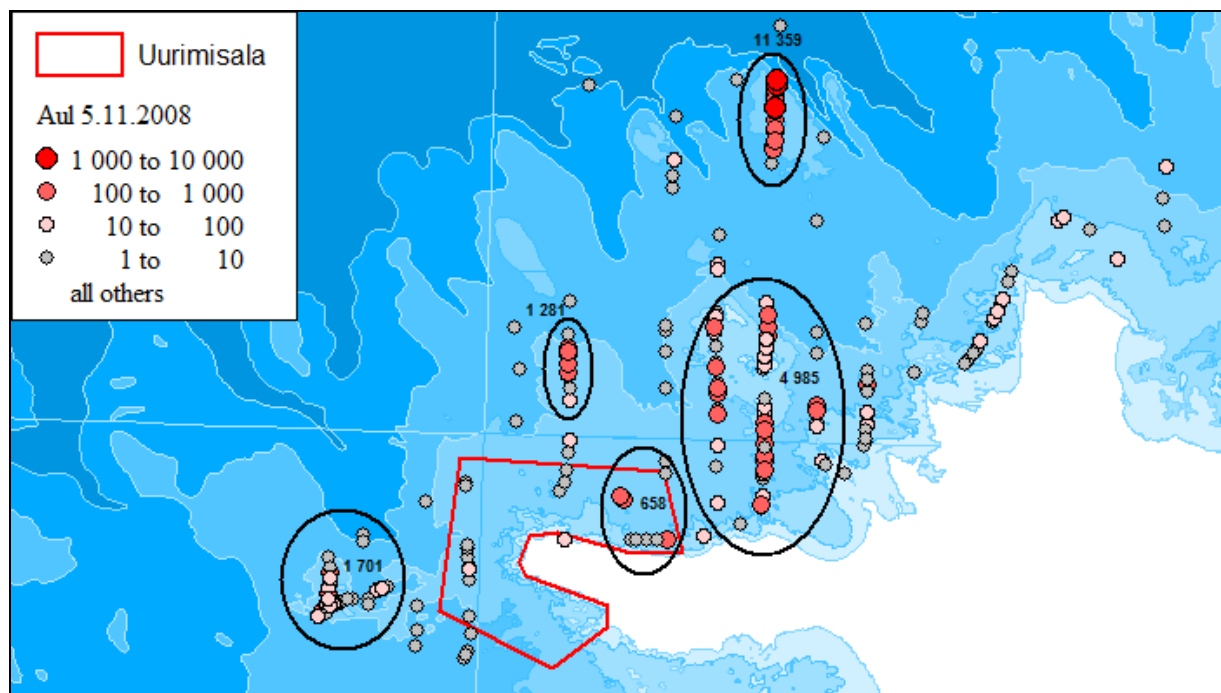 Uurimisala
Aul 5.11.2008
1 000 to 10 000
100 to 1 000
10 to 100
1 to 10
all others
11 359
1 281
4 985
658
1 701